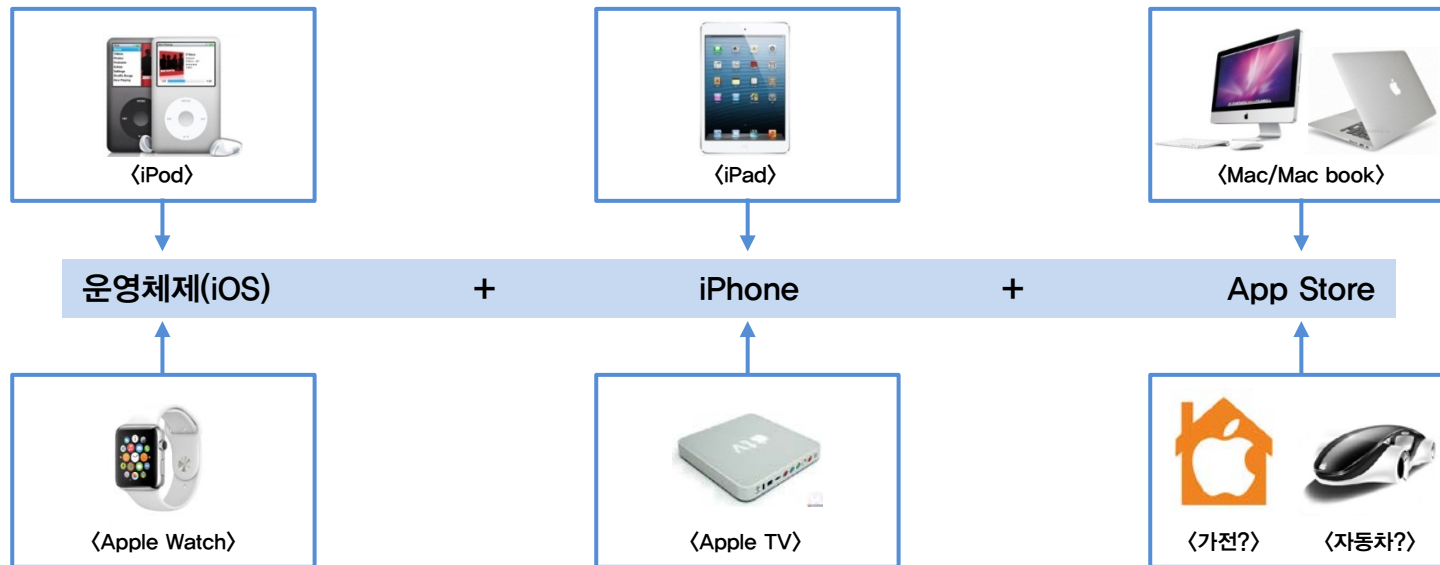 〈iPod〉
〈iPad〉
〈Mac/Mac book〉
운영체제(iOS) + iPhone + App Store
〈Apple Watch〉
〈Apple TV〉
〈가전?〉
〈자동차?〉